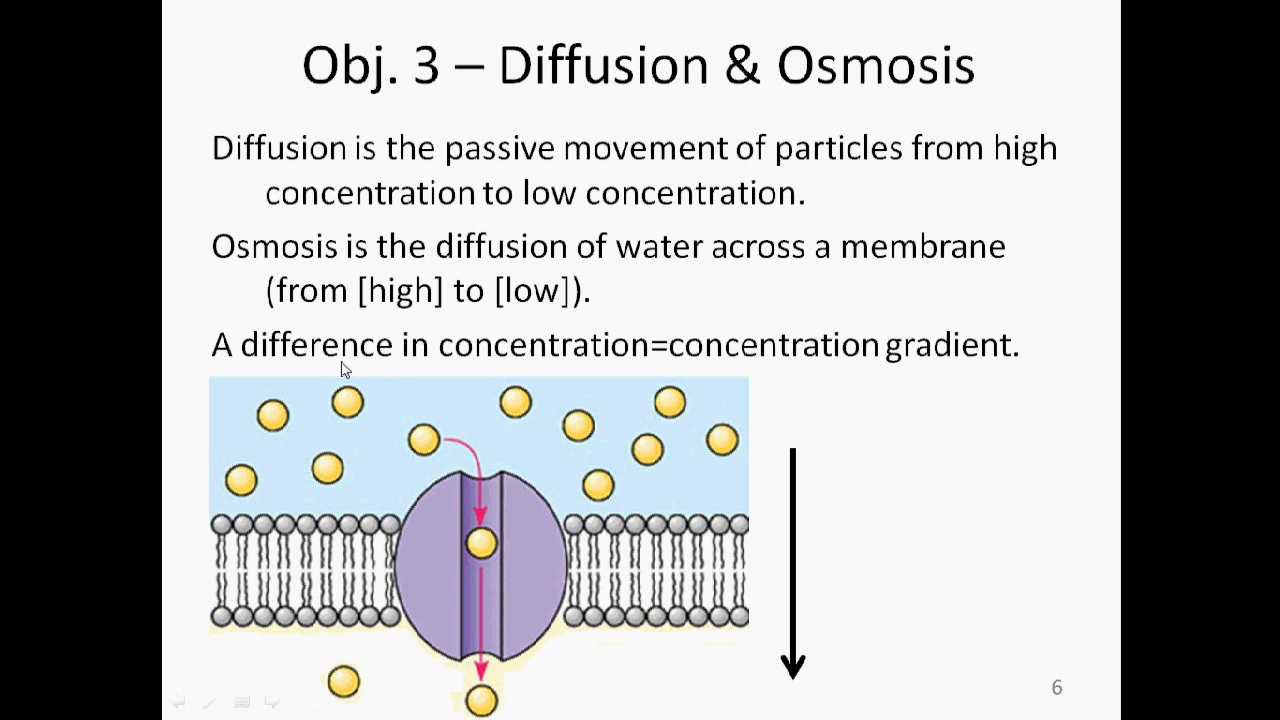 Obj. 3 – Diffusion & Osmosis
Diffusion is the passive movement of particles from high
concentration to low concentration.
Osmosis is the diffusion of water across a membrane
(from [high] to [low]).
A difference in concentration=concentration gradient.
6